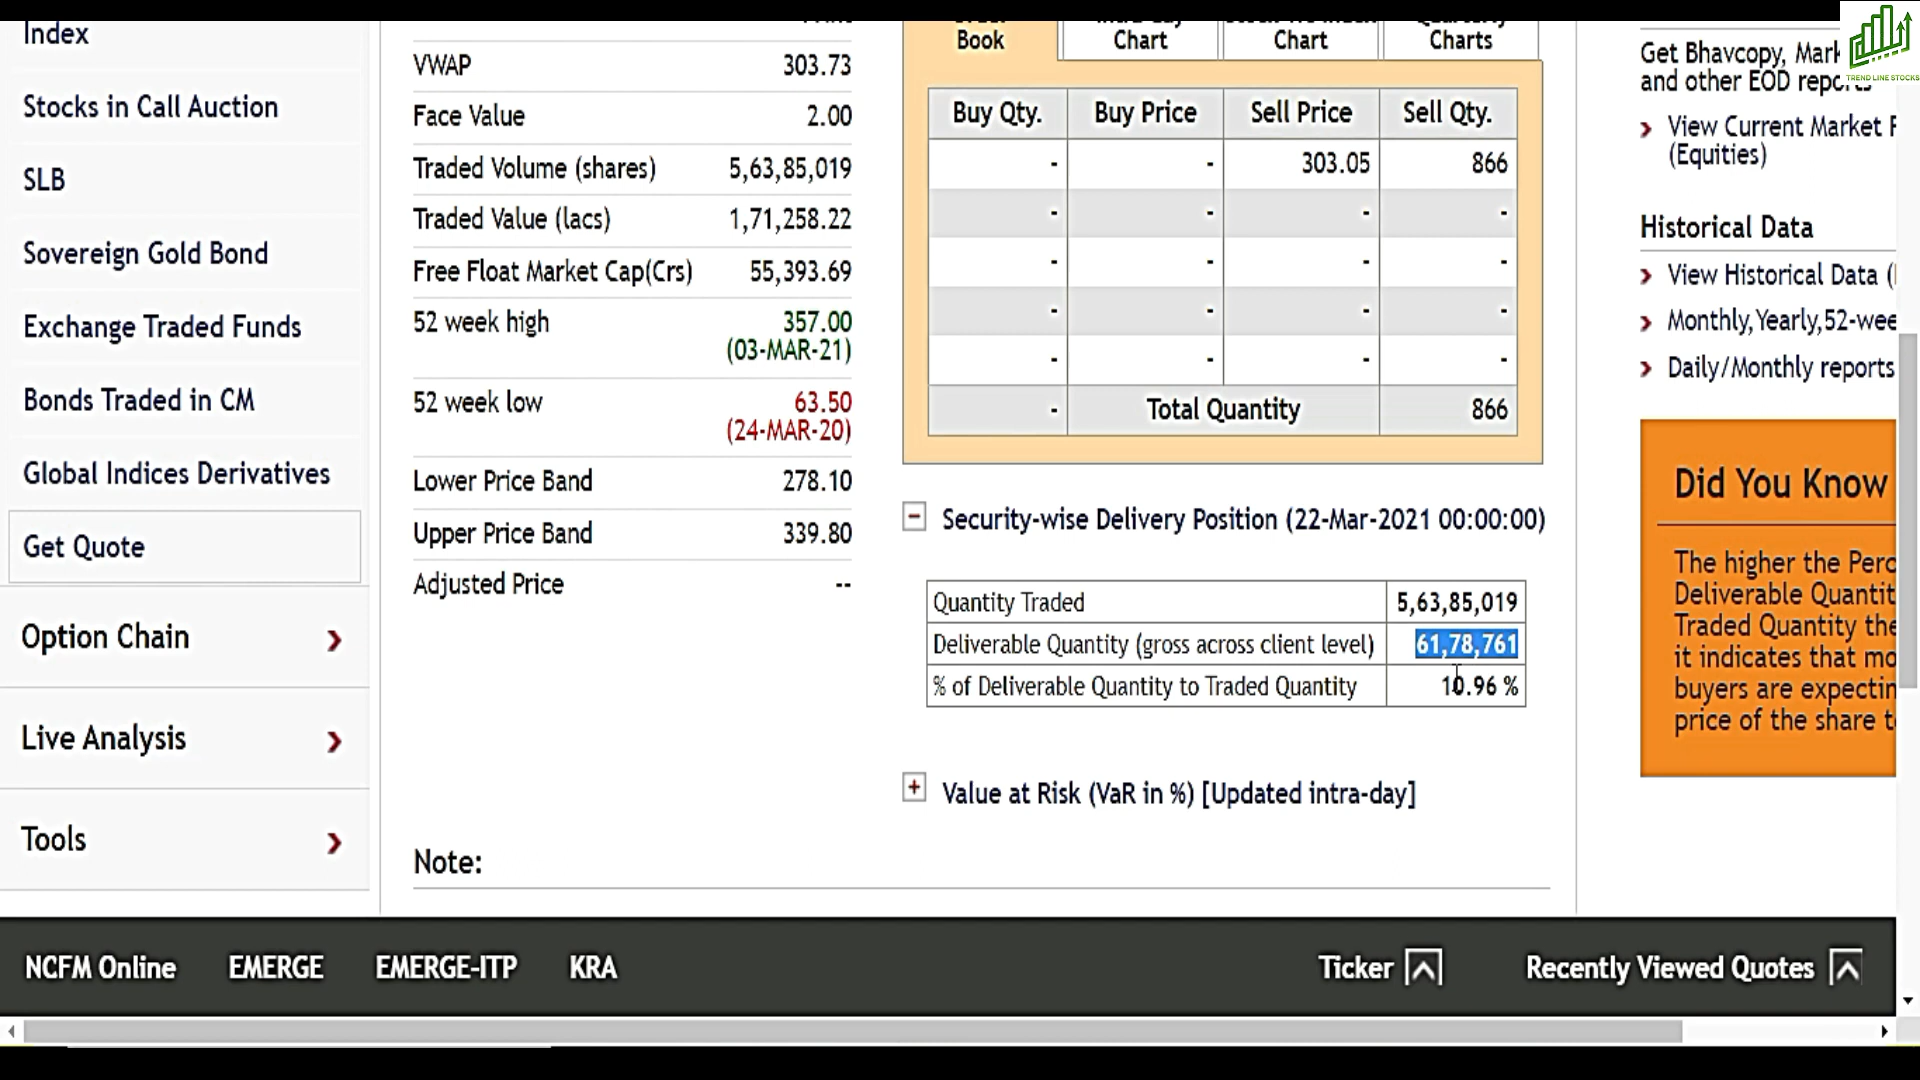 Index
Stocks in Call Auction
SLB
Sovereign Gold Bond
Exchange Traded Funds
Bonds Traded in CM
Global Indices Derivatives
Get Quote
Option Chain
Live Analysis
Tools
VWAP 303.73
Face Value 2.00
Traded Volume (shares) 5,63,85,019
Traded Value (lacs) 1,71,258.22
Free Float Market Cap(Crs) 55,393.69
52 week high 357.00
(03-MAR-21)
52 week low 63.50
(24-MAR-20)
Lower Price Band 278.10
Upper Price Band 339.80
Adjusted Price --
Note:
Book
Chart
Chart
Charts
Buy Qty. Buy Price Sell Price Sell Qty.
- - 303.05 866
- - - -
- - - -
- - - -
- - - -
- Total Quantity 866
Security-wise Delivery Position (22-Mar-2021 00:00:00)
Quantity Traded 5,63,85,019
Deliverable Quantity (gross across client level) 61,78,761
% of Deliverable Quantity to Traded Quantity 10.96 %
Value at Risk (VaR in %) [Updated intra-day]
TREND LINE STOCKS
Get Bhavcopy,
and other EOD
View Current Market
(Equities)
Historical Data
View Historical Data
Monthly,Yearly,
Daily/Monthly reports
Did You Know
The higher the
Deliverable
Traded Quantity
it indicates that
buyers are
price of the share
NCFM Online EMERGE EMERGE-ITP KRA Ticker Recently Viewed Quotes